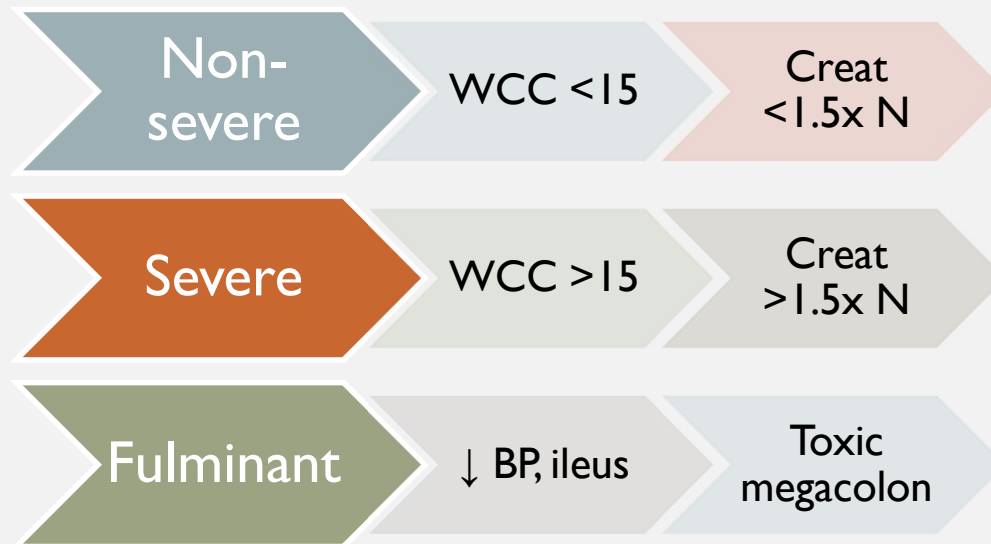 Non-
severe
WCC <15
Creat
<1.5x N
Severe
WCC >15
Creat
>1.5x N
Fulminant
↓ BP, ileus
Toxic
megacolon